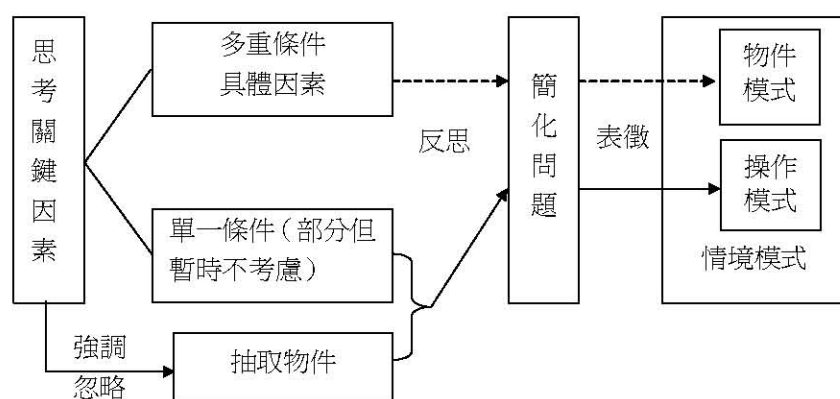 思考關鍵因素
多重條件
具體因素
單一條件（部分但
暫時不考慮）
強調
忽略
抽取物件
反思
簡化問題
表徵
物件
模式
操作
模式
情境模式